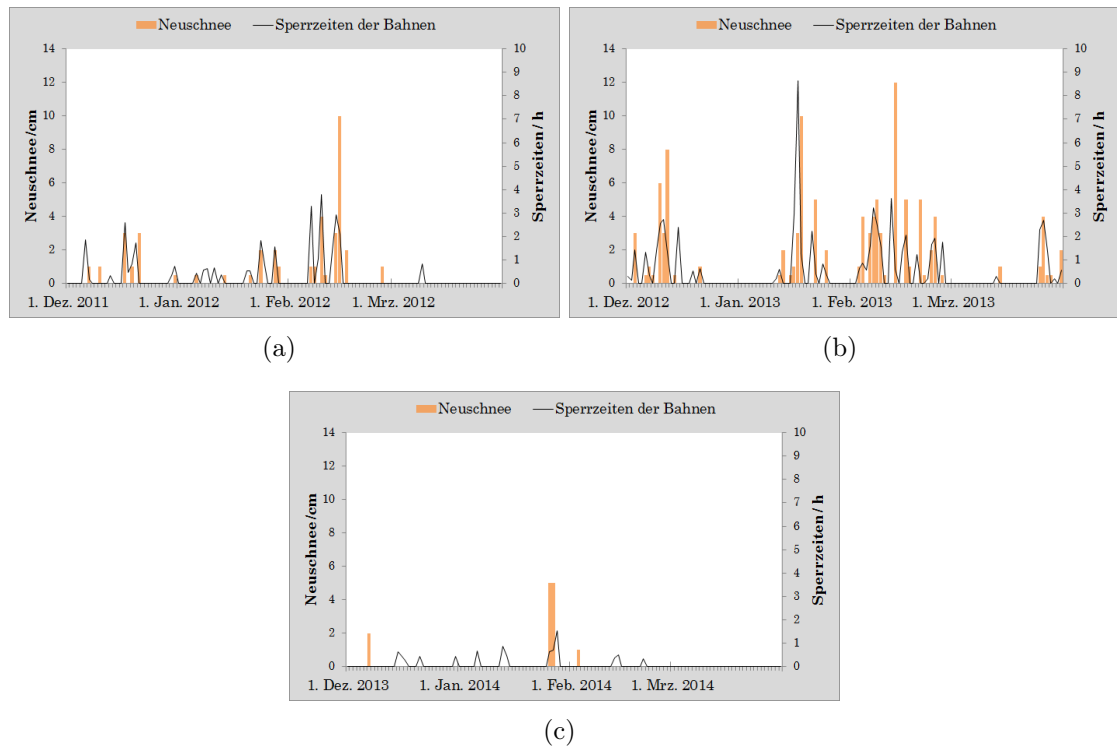 Neuschnee Sperrzeiten der Bahnen
14 12 10 8 6 4 2 0
Neuschnee/cm
10 9 8 7 6 5 4 3 2 1 0
Sperrzeiten/h
1. Dez. 2011 1. Jan. 2012 1. Feb. 2012 1. Mrz. 2012
(a)
Neuschnee Sperrzeiten der Bahnen
14 12 10 8 6 4 2 0
Neuschnee/cm
10 9 8 7 6 5 4 3 2 1 0
Sperrzeiten/h
1. Dez. 2012 1. Jan. 2013 1. Feb. 2013 1. Mrz. 2013
(b)
Neuschnee Sperrzeiten der Bahnen
14 12 10 8 6 4 2 0
Neuschnee/cm
10 9 8 7 6 5 4 3 2 1 0
Sperrzeiten/h
1. Dez. 2013 1. Jan. 2014 1. Feb. 2014 1. Mrz. 2014
(c)